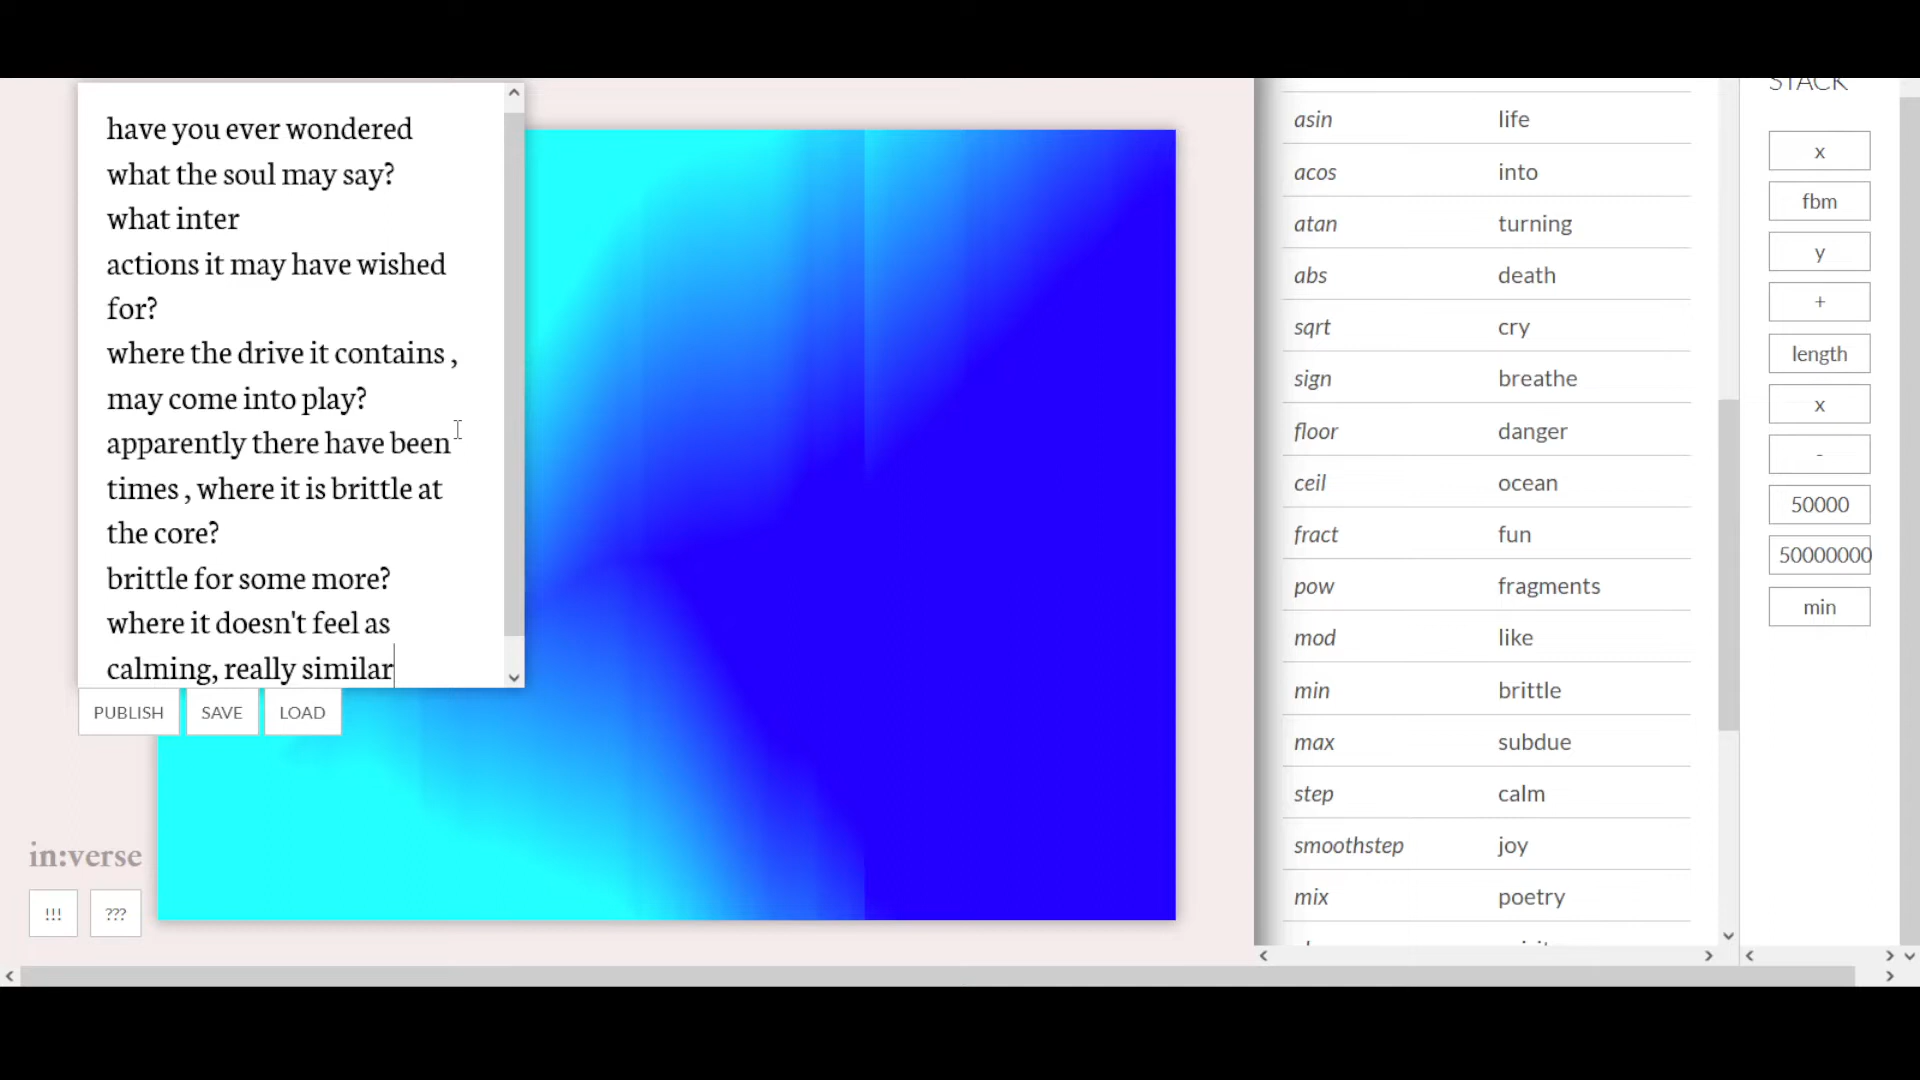 have you ever wondered
what the soul may say?
what inter
actions it may have wished
for?
where the drive it contains ,
may come into play?
apparently there have been
times , where it is brittle at
the core?
brittle for some more?
where it doesn't feel as
calming, really similar
PUBLISH SAVE LOAD
in:verse
!!! ???
asin life
acos into
atan turning
abs death
sqrt cry
sign breathe
floor danger
ceil ocean
fract fun
pow fragments
mod like
min brittle
max subdue
step calm
smoothstep joy
mix poetry
STACK
x
fbm
y
+
length
x
-
50000
50000000
min